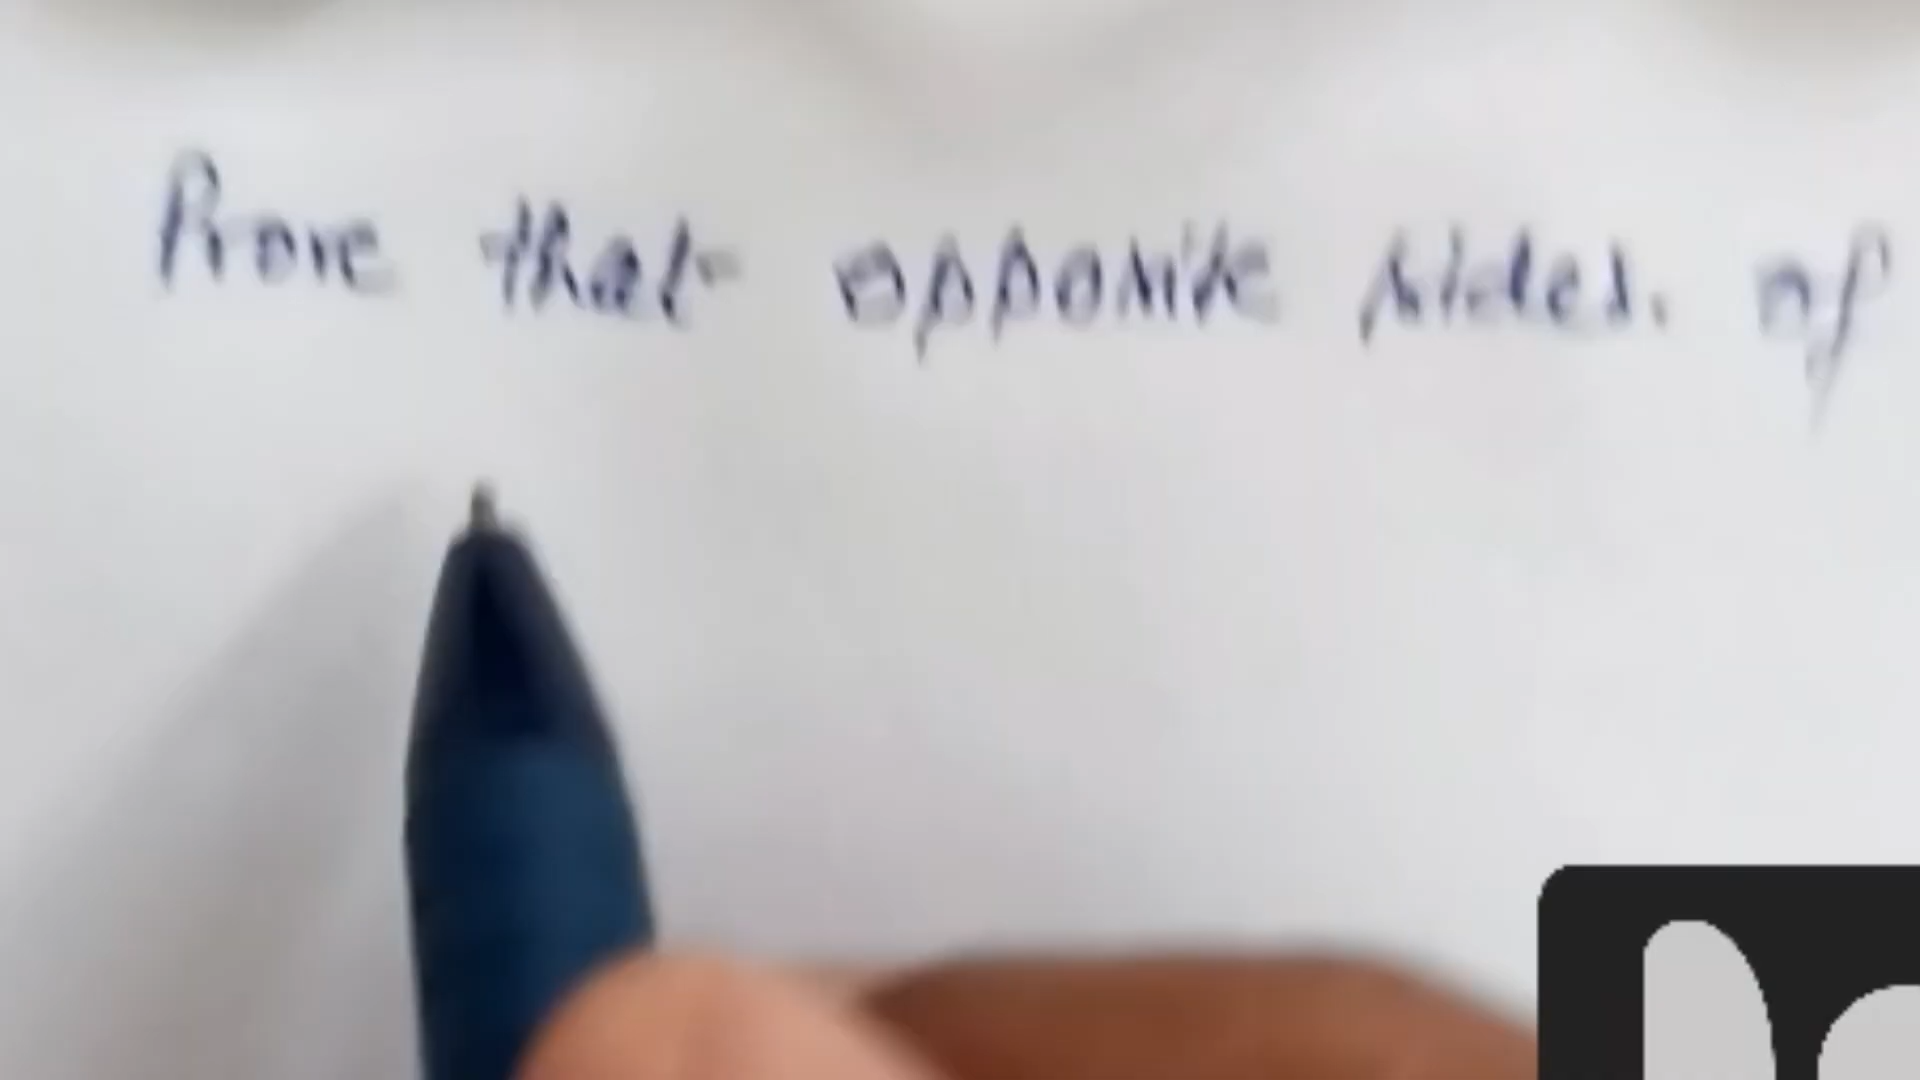 Prove that opposite sides. of